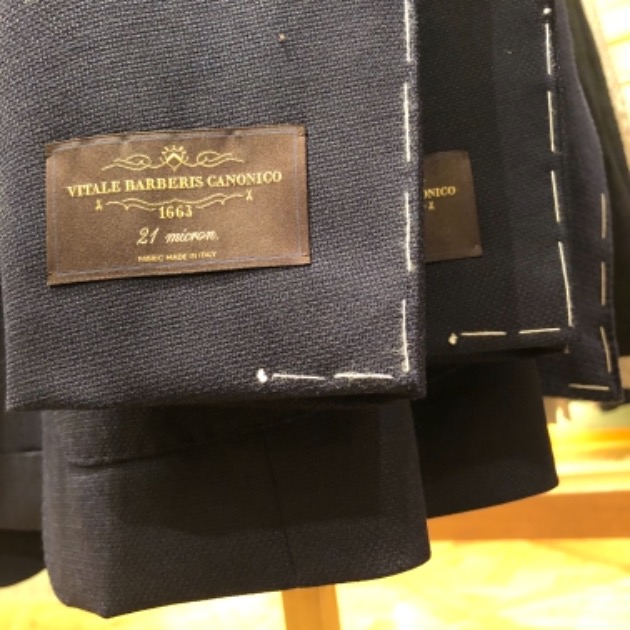 VITALE BARBERIS CANONICO
1663
21 micron.
FABRIC MADE IN ITALY
ONICO